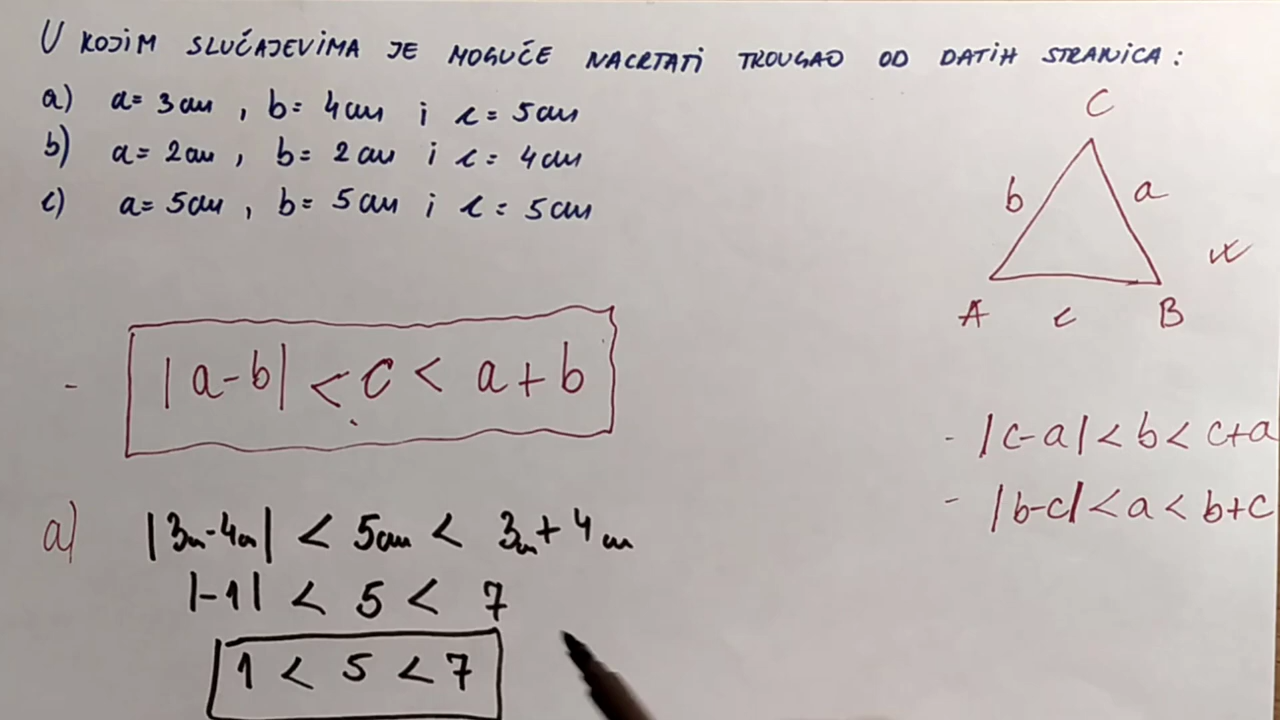 U KOJIM SLUČAJEVIMA JE MOGUĆE NACRTATI TROUGAO OD DATIH STRANICA:
a) a= 3cm, b= 4cm i c= 5cm
b) a= 2cm, b= 2cm i c= 4cm
c) a= 5cm, b= 5cm i c= 5cm
C
b a
A c B
- |a-b| < c < a+b
- |c-a| < b < c+a
- |b-c| < a < b+c
a) |3cm-4cm| < 5cm < 3cm+4cm
|-1| < 5 < 7
1 < 5 < 7